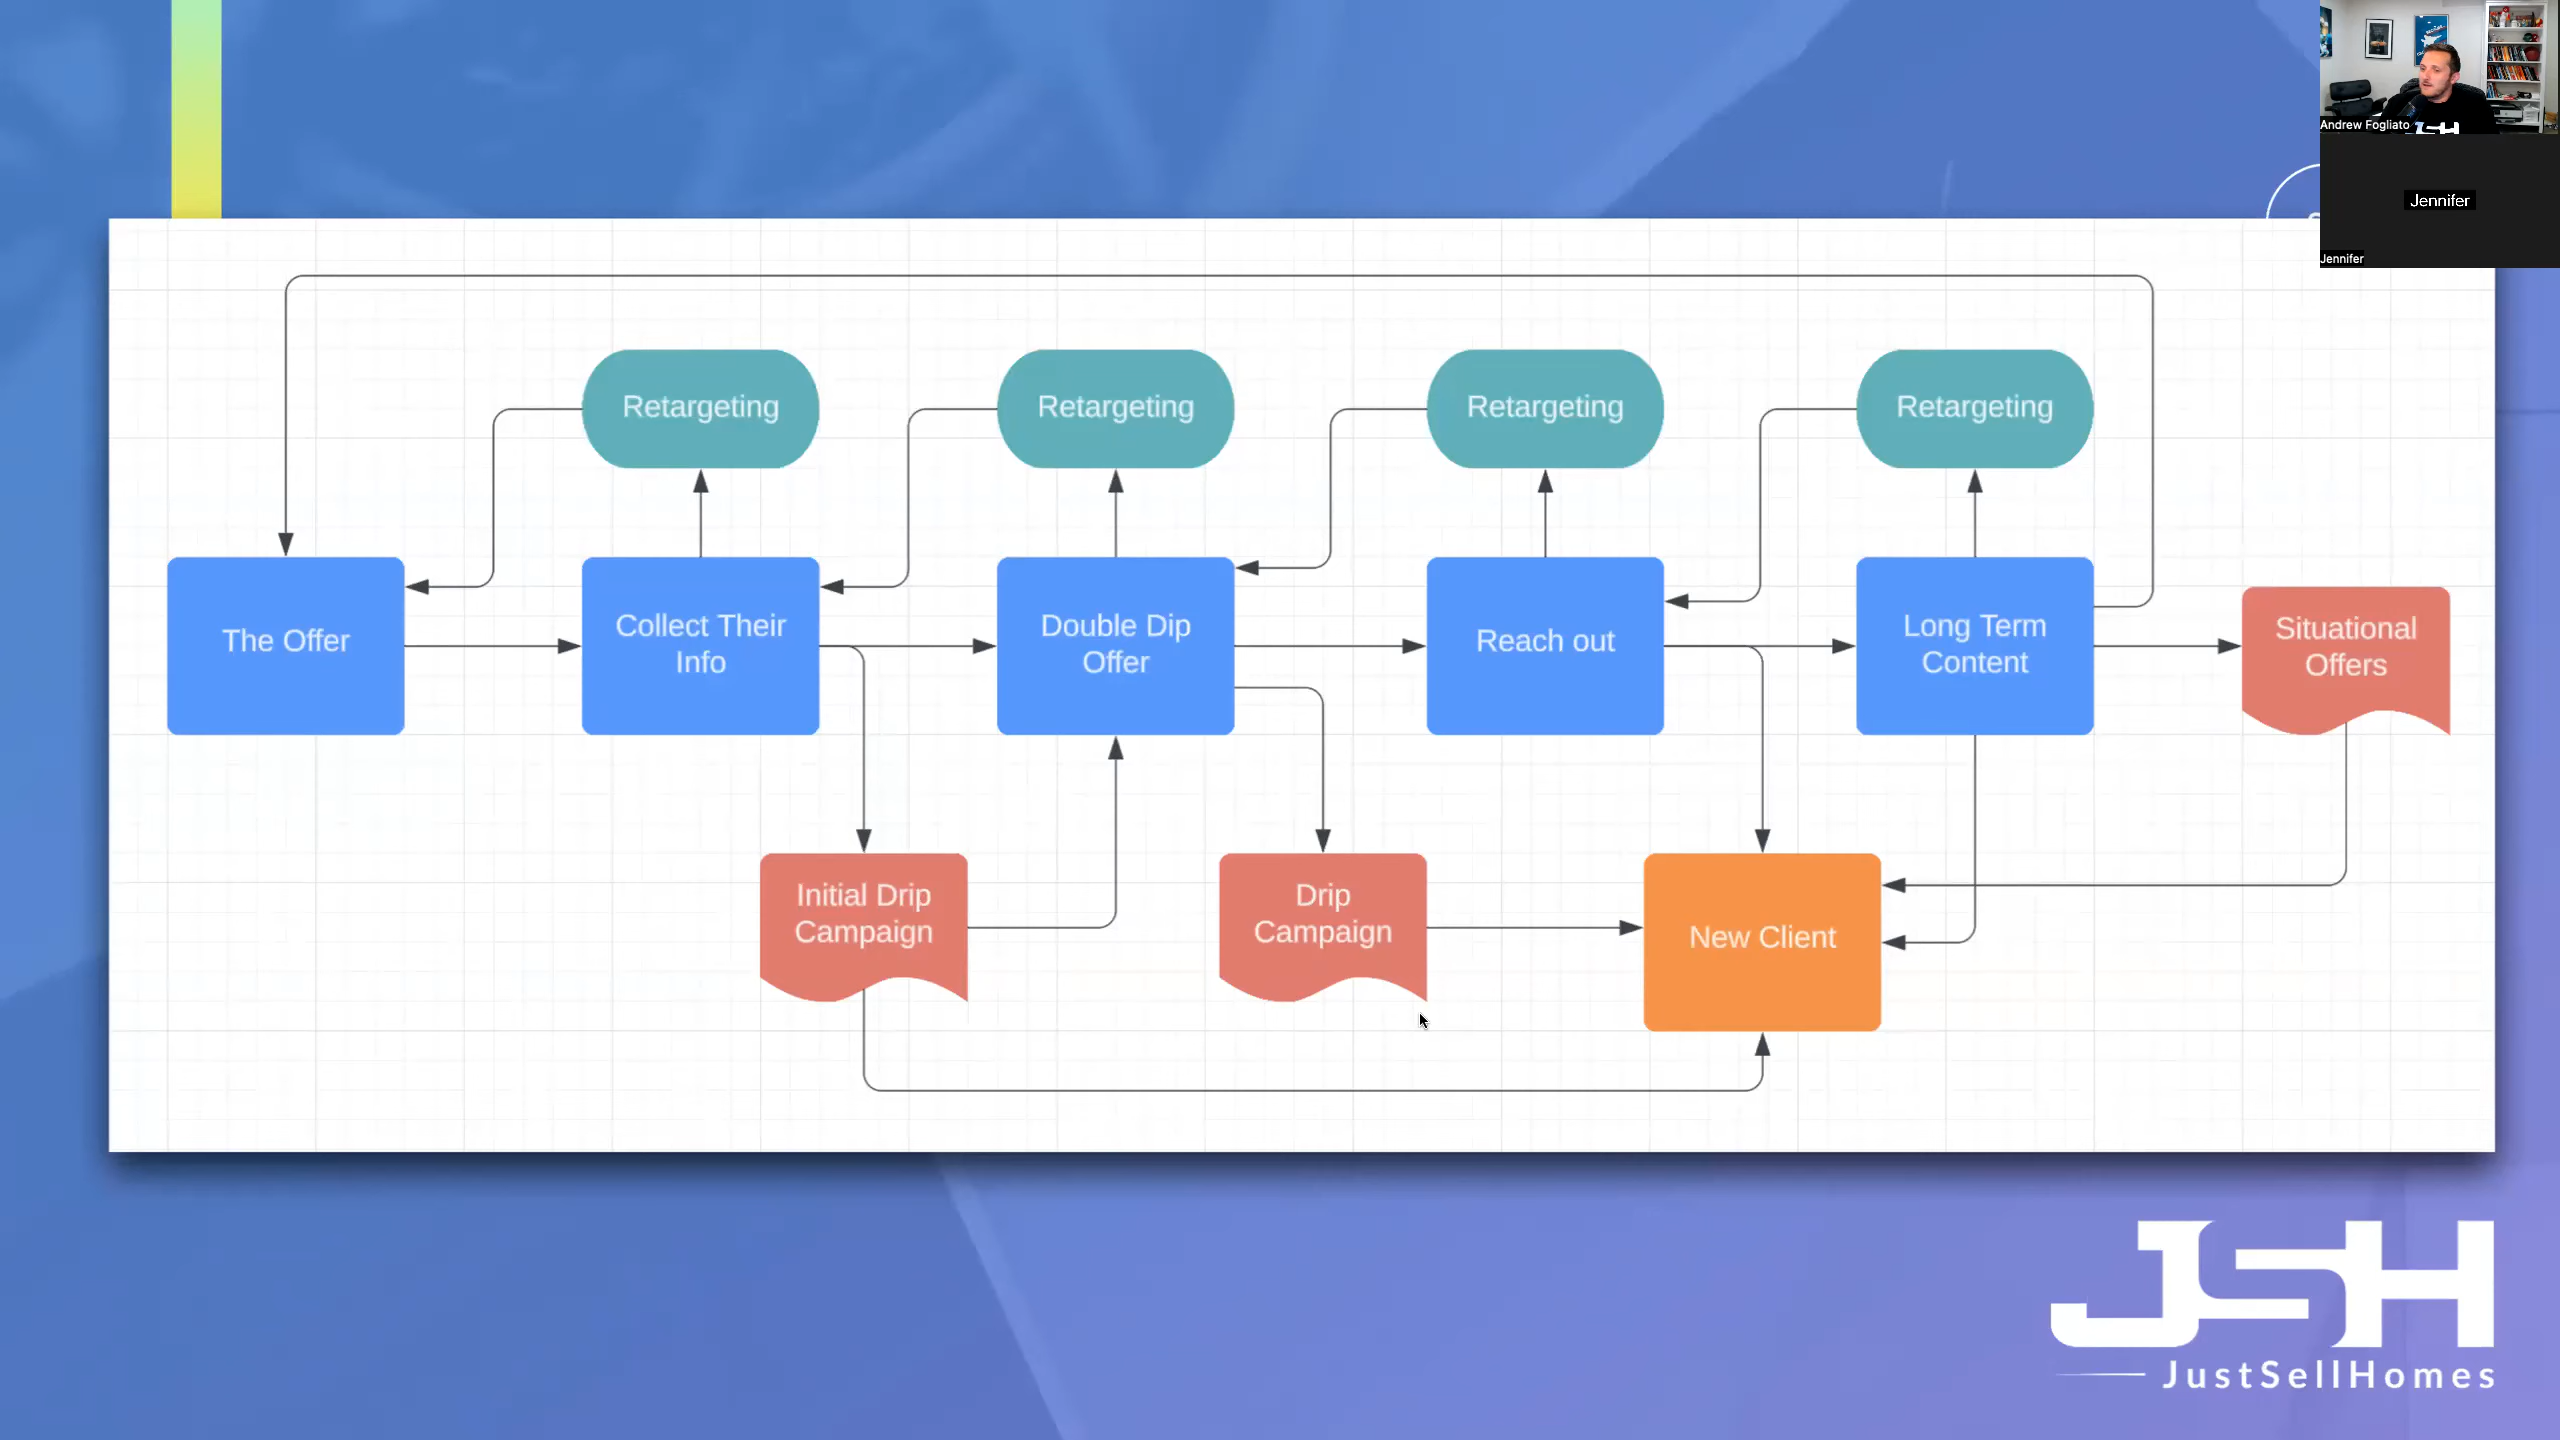 Andrew Fogliato
JSH
Jennifer
Jennifer
Retargeting
Retargeting
Retargeting
Retargeting
The Offer
Collect Their
Info
Double Dip
Offer
Reach out
Long Term
Content
Situational
Offers
Initial Drip
Campaign
Drip
Campaign
New Client
JSH
JustSellHomes